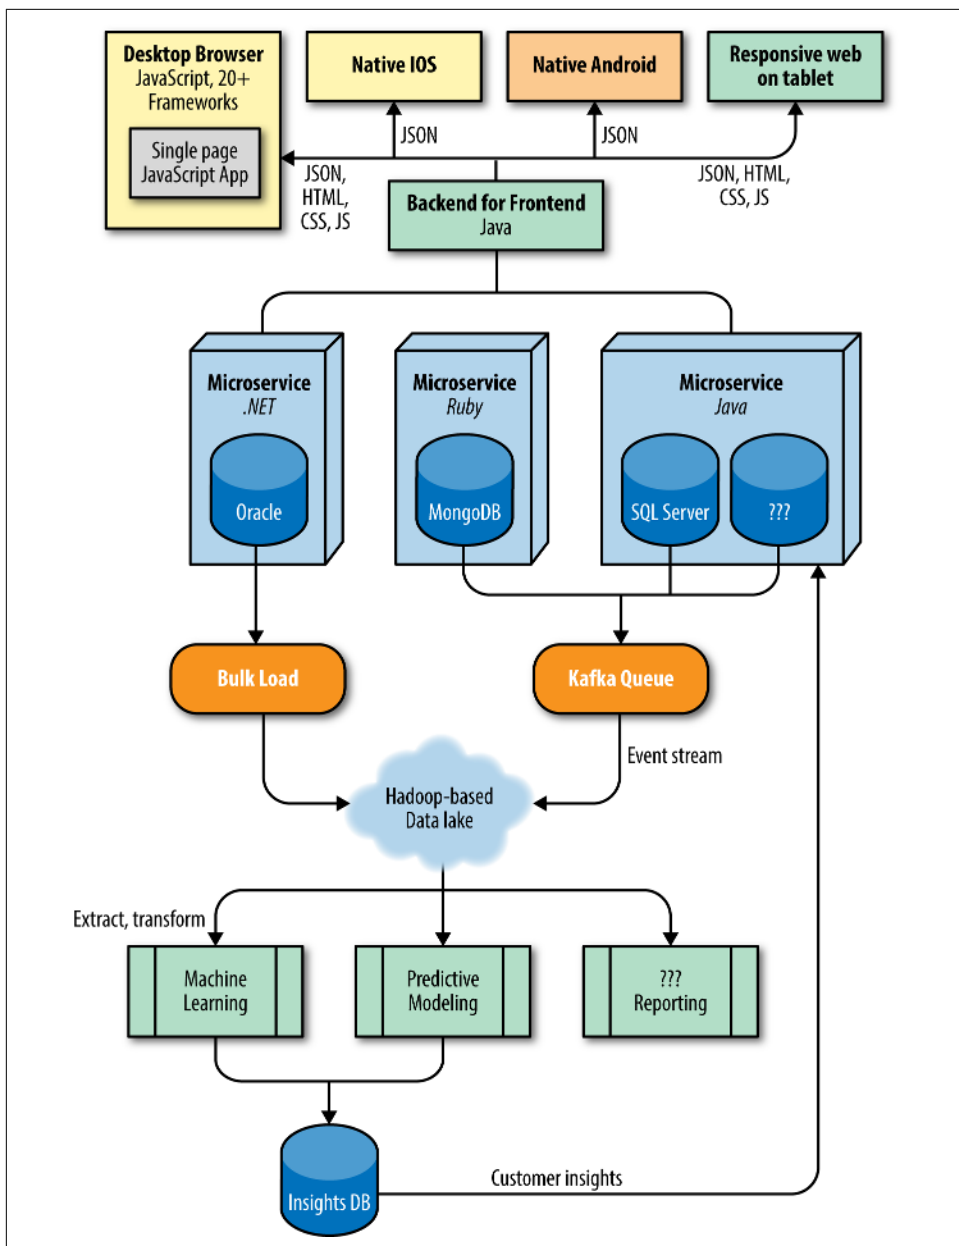 Desktop Browser
JavaScript, 20+
Frameworks
Single page
JavaScript App
Native IOS
Native Android
Responsive web
on tablet
JSON
JSON
JSON,
HTML,
CSS, JS
JSON, HTML,
CSS, JS
Backend for Frontend
Java
Microservice
.NET
Oracle
Microservice
Ruby
MongoDB
Microservice
Java
SQL Server
???
Bulk Load
Kafka Queue
Event stream
Hadoop-based
Data lake
Extract, transform
Machine
Learning
Predictive
Modeling
???
Reporting
Insights DB
Customer insights